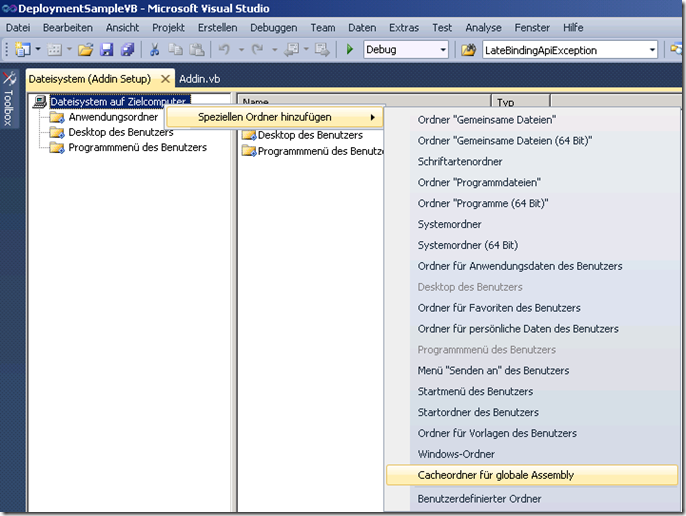 DeploymentSampleVB - Microsoft Visual Studio
Datei Bearbeiten Ansicht Projekt Erstellen Debuggen Team Daten Extras Test Analyse Fenster Hilfe
Debug LateBindingApiException
Toolbox
Dateisystem (Addin Setup) Addin.vb
Dateisystem auf Zielcomputer
Anwendungsordner
Desktop des Benutzers
Programmmenü des Benutzers
Name Typ
Speziellen Ordner hinzufügen
Desktop des Benutzers
Programmmenü des Benutz
Ordner "Gemeinsame Dateien"
Ordner "Gemeinsame Dateien (64 Bit)"
Schriftartenordner
Ordner "Programmdateien"
Ordner "Programme (64 Bit)"
Systemordner
Systemordner (64 Bit)
Ordner für Anwendungsdaten des Benutzers
Desktop des Benutzers
Ordner für Favoriten des Benutzers
Ordner für persönliche Daten des Benutzers
Programmmenü des Benutzers
Menü "Senden an" des Benutzers
Startmenü des Benutzers
Startordner des Benutzers
Ordner für Vorlagen des Benutzers
Windows-Ordner
Cacheordner für globale Assembly
Benutzerdefinierter Ordner